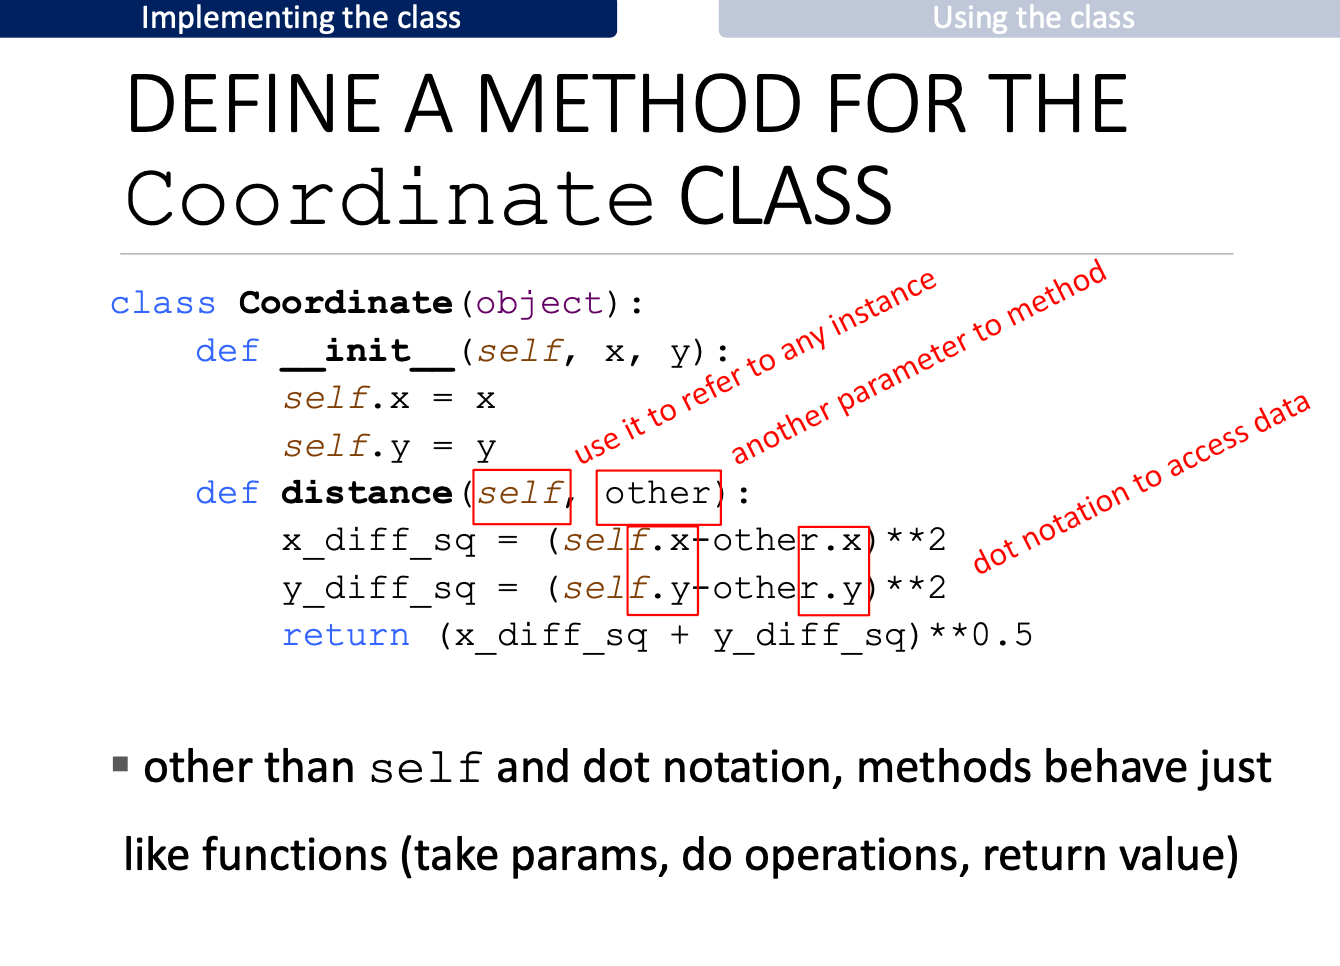 Implementing the class
Using the class
DEFINE A METHOD FOR THE
Coordinate CLASS
class Coordinate(object):
    def __init__(self, x, y):
        self.x = x
        self.y = y
    def distance(self, other):
        x_diff_sq = (self.x-other.x)**2
        y_diff_sq = (self.y-other.y)**2
        return (x_diff_sq + y_diff_sq)**0.5
use it to refer to any instance
another parameter to method
dot notation to access data
▪ other than self and dot notation, methods behave just
like functions (take params, do operations, return value)